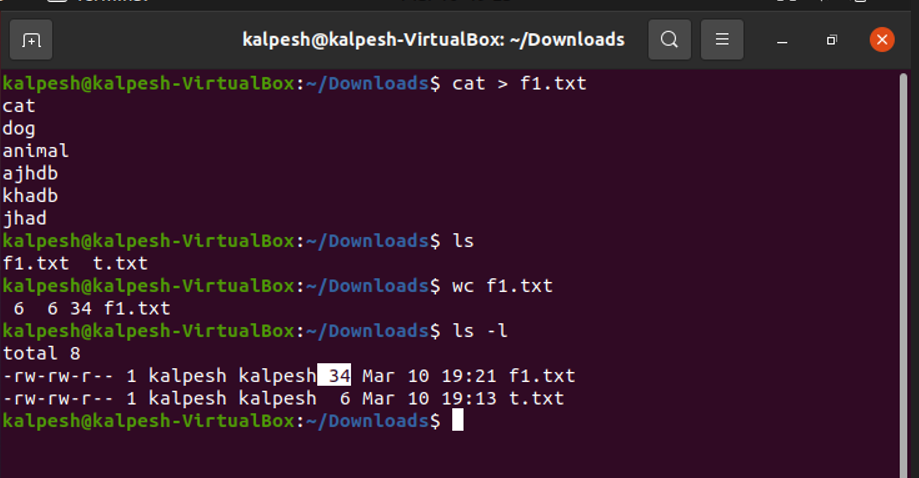 kalpesh@kalpesh-VirtualBox: ~/Downloads
kalpesh@kalpesh-VirtualBox:~/Downloads$ cat > f1.txt
cat
dog
animal
ajhdb
khadb
jhad
kalpesh@kalpesh-VirtualBox:~/Downloads$ ls
f1.txt  t.txt
kalpesh@kalpesh-VirtualBox:~/Downloads$ wc f1.txt
 6  6 34 f1.txt
kalpesh@kalpesh-VirtualBox:~/Downloads$ ls -l
total 8
-rw-rw-r-- 1 kalpesh kalpesh 34 Mar 10 19:21 f1.txt
-rw-rw-r-- 1 kalpesh kalpesh  6 Mar 10 19:13 t.txt
kalpesh@kalpesh-VirtualBox:~/Downloads$